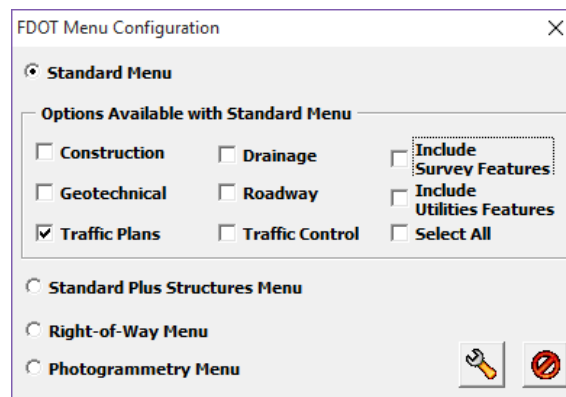 FDOT Menu Configuration
Standard Menu
Options Available with Standard Menu
Construction
Drainage
Include
Survey Features
Geotechnical
Roadway
Include
Utilities Features
Traffic Plans
Traffic Control
Select All
Standard Plus Structures Menu
Right-of-Way Menu
Photogrammetry Menu